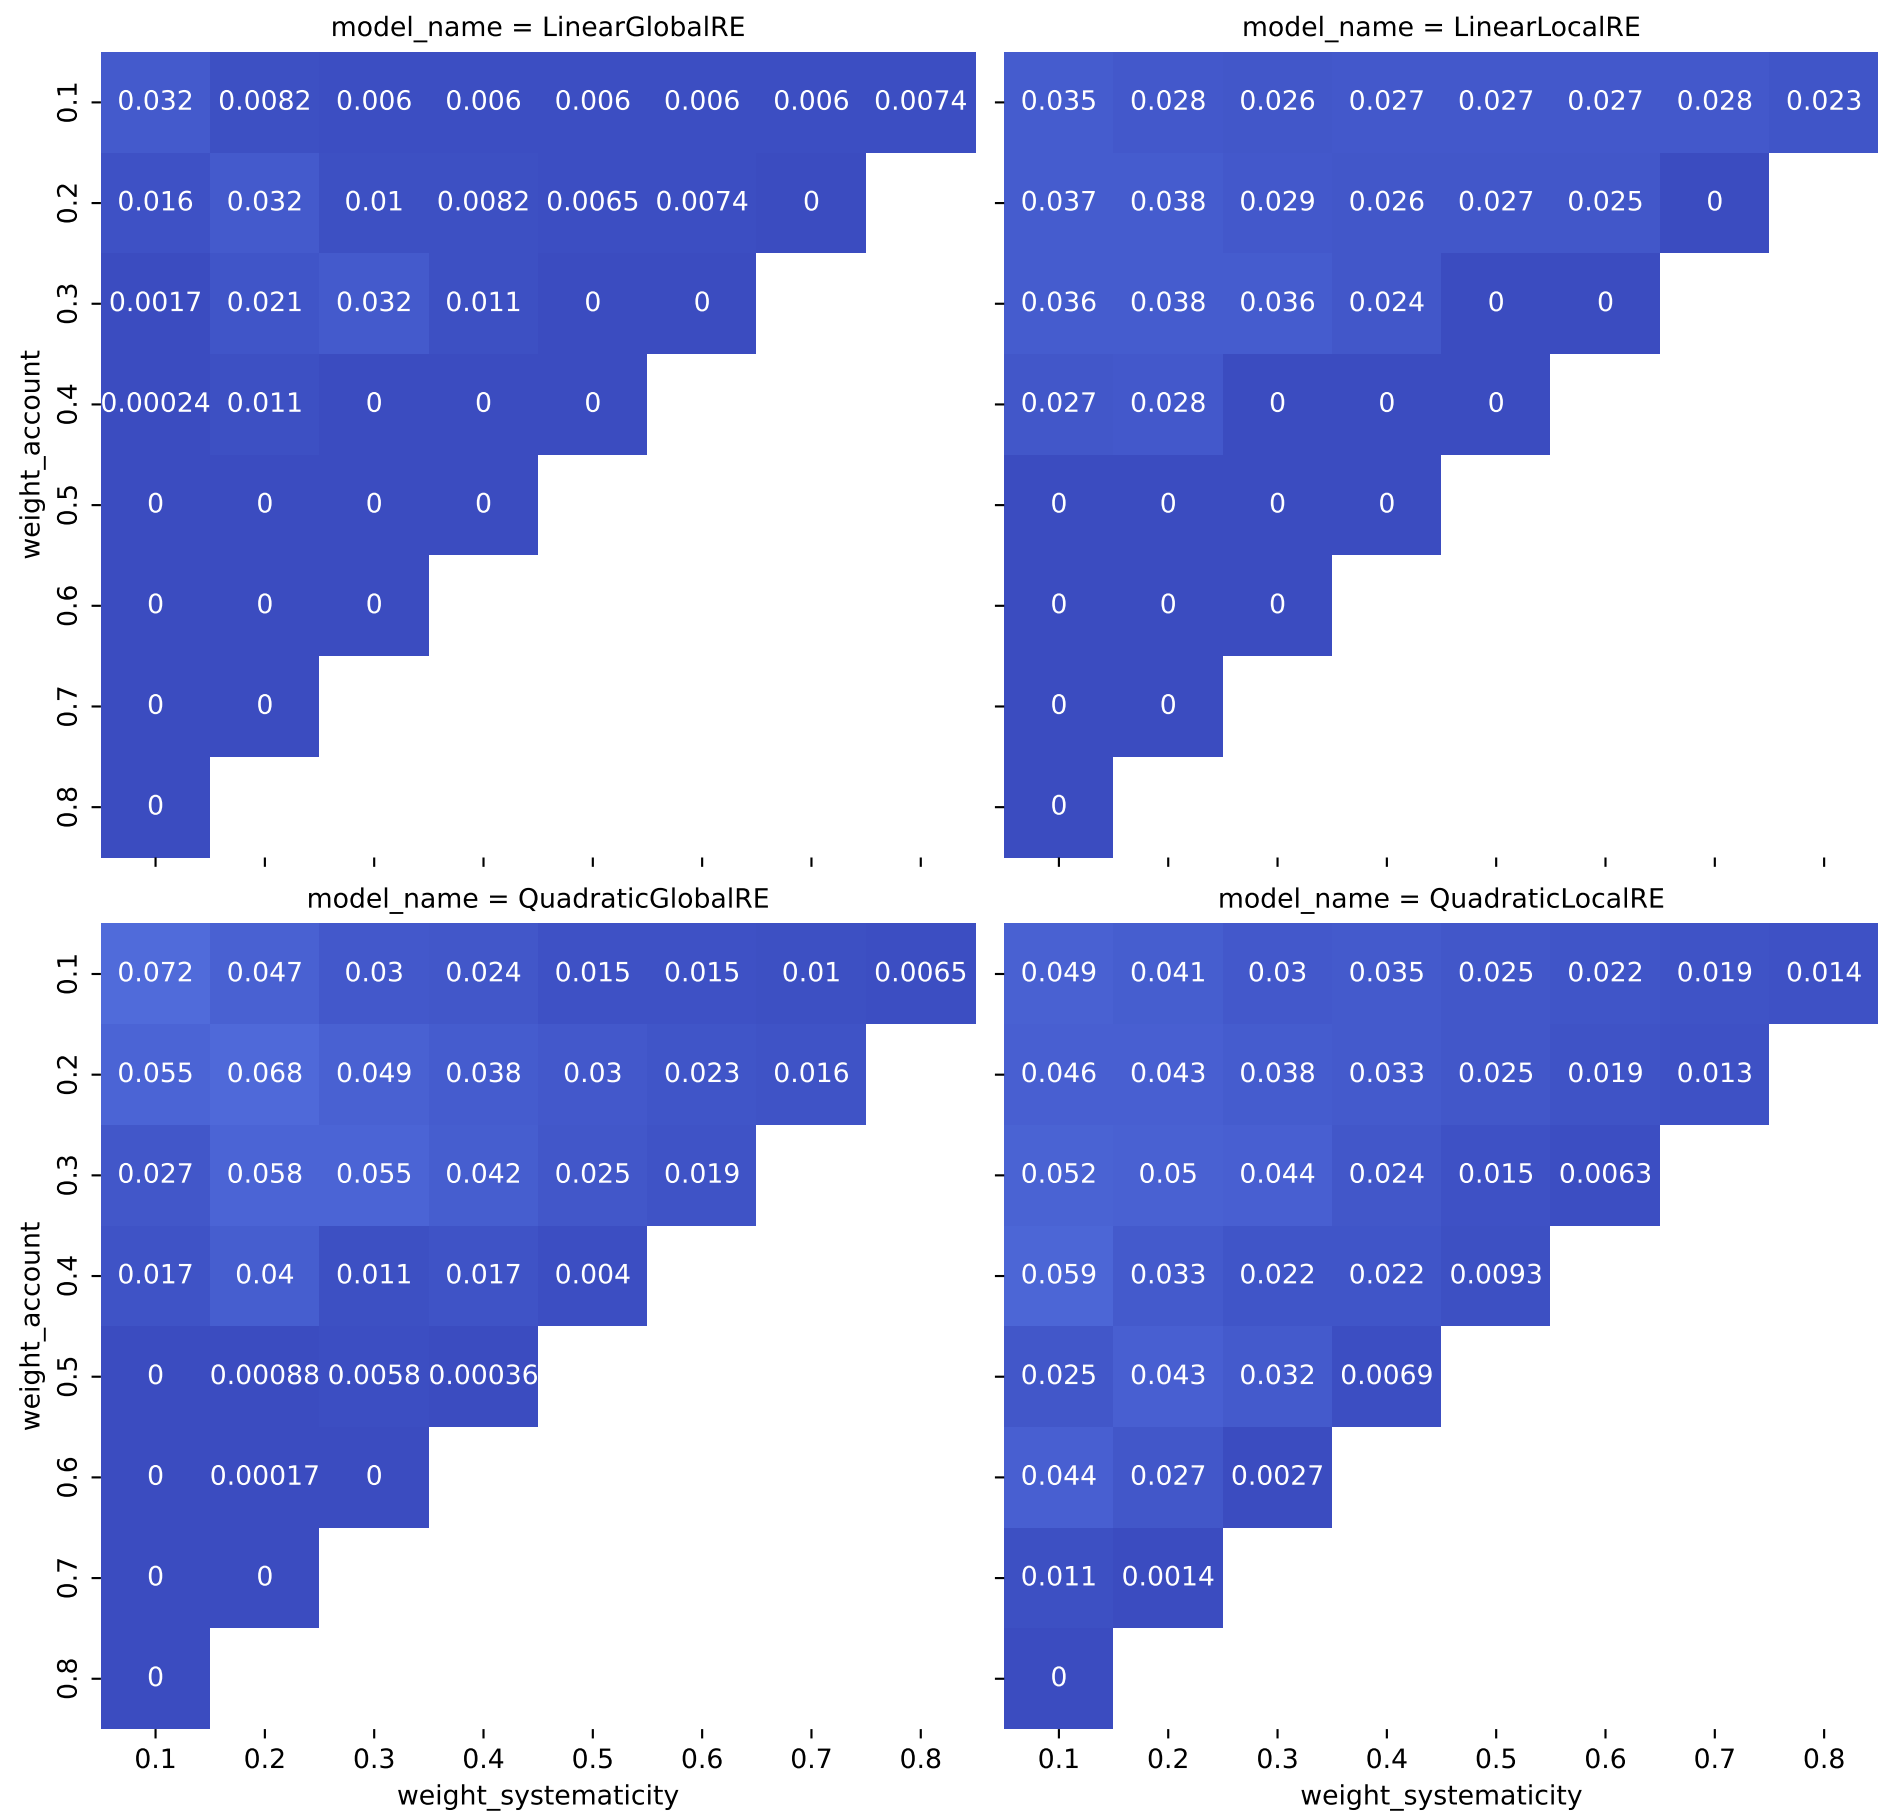 model_name = LinearGlobalRE
0.1 0.032 0.0082 0.006 0.006 0.006 0.006 0.006 0.0074
0.2 0.016 0.032 0.01 0.0082 0.0065 0.0074 0
0.3 0.0017 0.021 0.032 0.011 0 0
0.4 0.00024 0.011 0 0 0
0.5 0 0 0 0
0.6 0 0 0
0.7 0 0
0.8 0
weight_account
model_name = LinearLocalRE
0.035 0.028 0.026 0.027 0.027 0.027 0.028 0.023
0.037 0.038 0.029 0.026 0.027 0.025 0
0.036 0.038 0.036 0.024 0 0
0.027 0.028 0 0 0
0 0 0 0
0 0 0
0 0
0
model_name = QuadraticGlobalRE
0.1 0.072 0.047 0.03 0.024 0.015 0.015 0.01 0.0065
0.2 0.055 0.068 0.049 0.038 0.03 0.023 0.016
0.3 0.027 0.058 0.055 0.042 0.025 0.019
0.4 0.017 0.04 0.011 0.017 0.004
0.5 0 0.00088 0.0058 0.00036
0.6 0 0.00017 0
0.7 0 0
0.8 0
weight_account
0.1 0.2 0.3 0.4 0.5 0.6 0.7 0.8
weight_systematicity
model_name = QuadraticLocalRE
0.049 0.041 0.03 0.035 0.025 0.022 0.019 0.014
0.046 0.043 0.038 0.033 0.025 0.019 0.013
0.052 0.05 0.044 0.024 0.015 0.0063
0.059 0.033 0.022 0.022 0.0093
0.025 0.043 0.032 0.0069
0.044 0.027 0.0027
0.011 0.0014
0
0.1 0.2 0.3 0.4 0.5 0.6 0.7 0.8
weight_systematicity